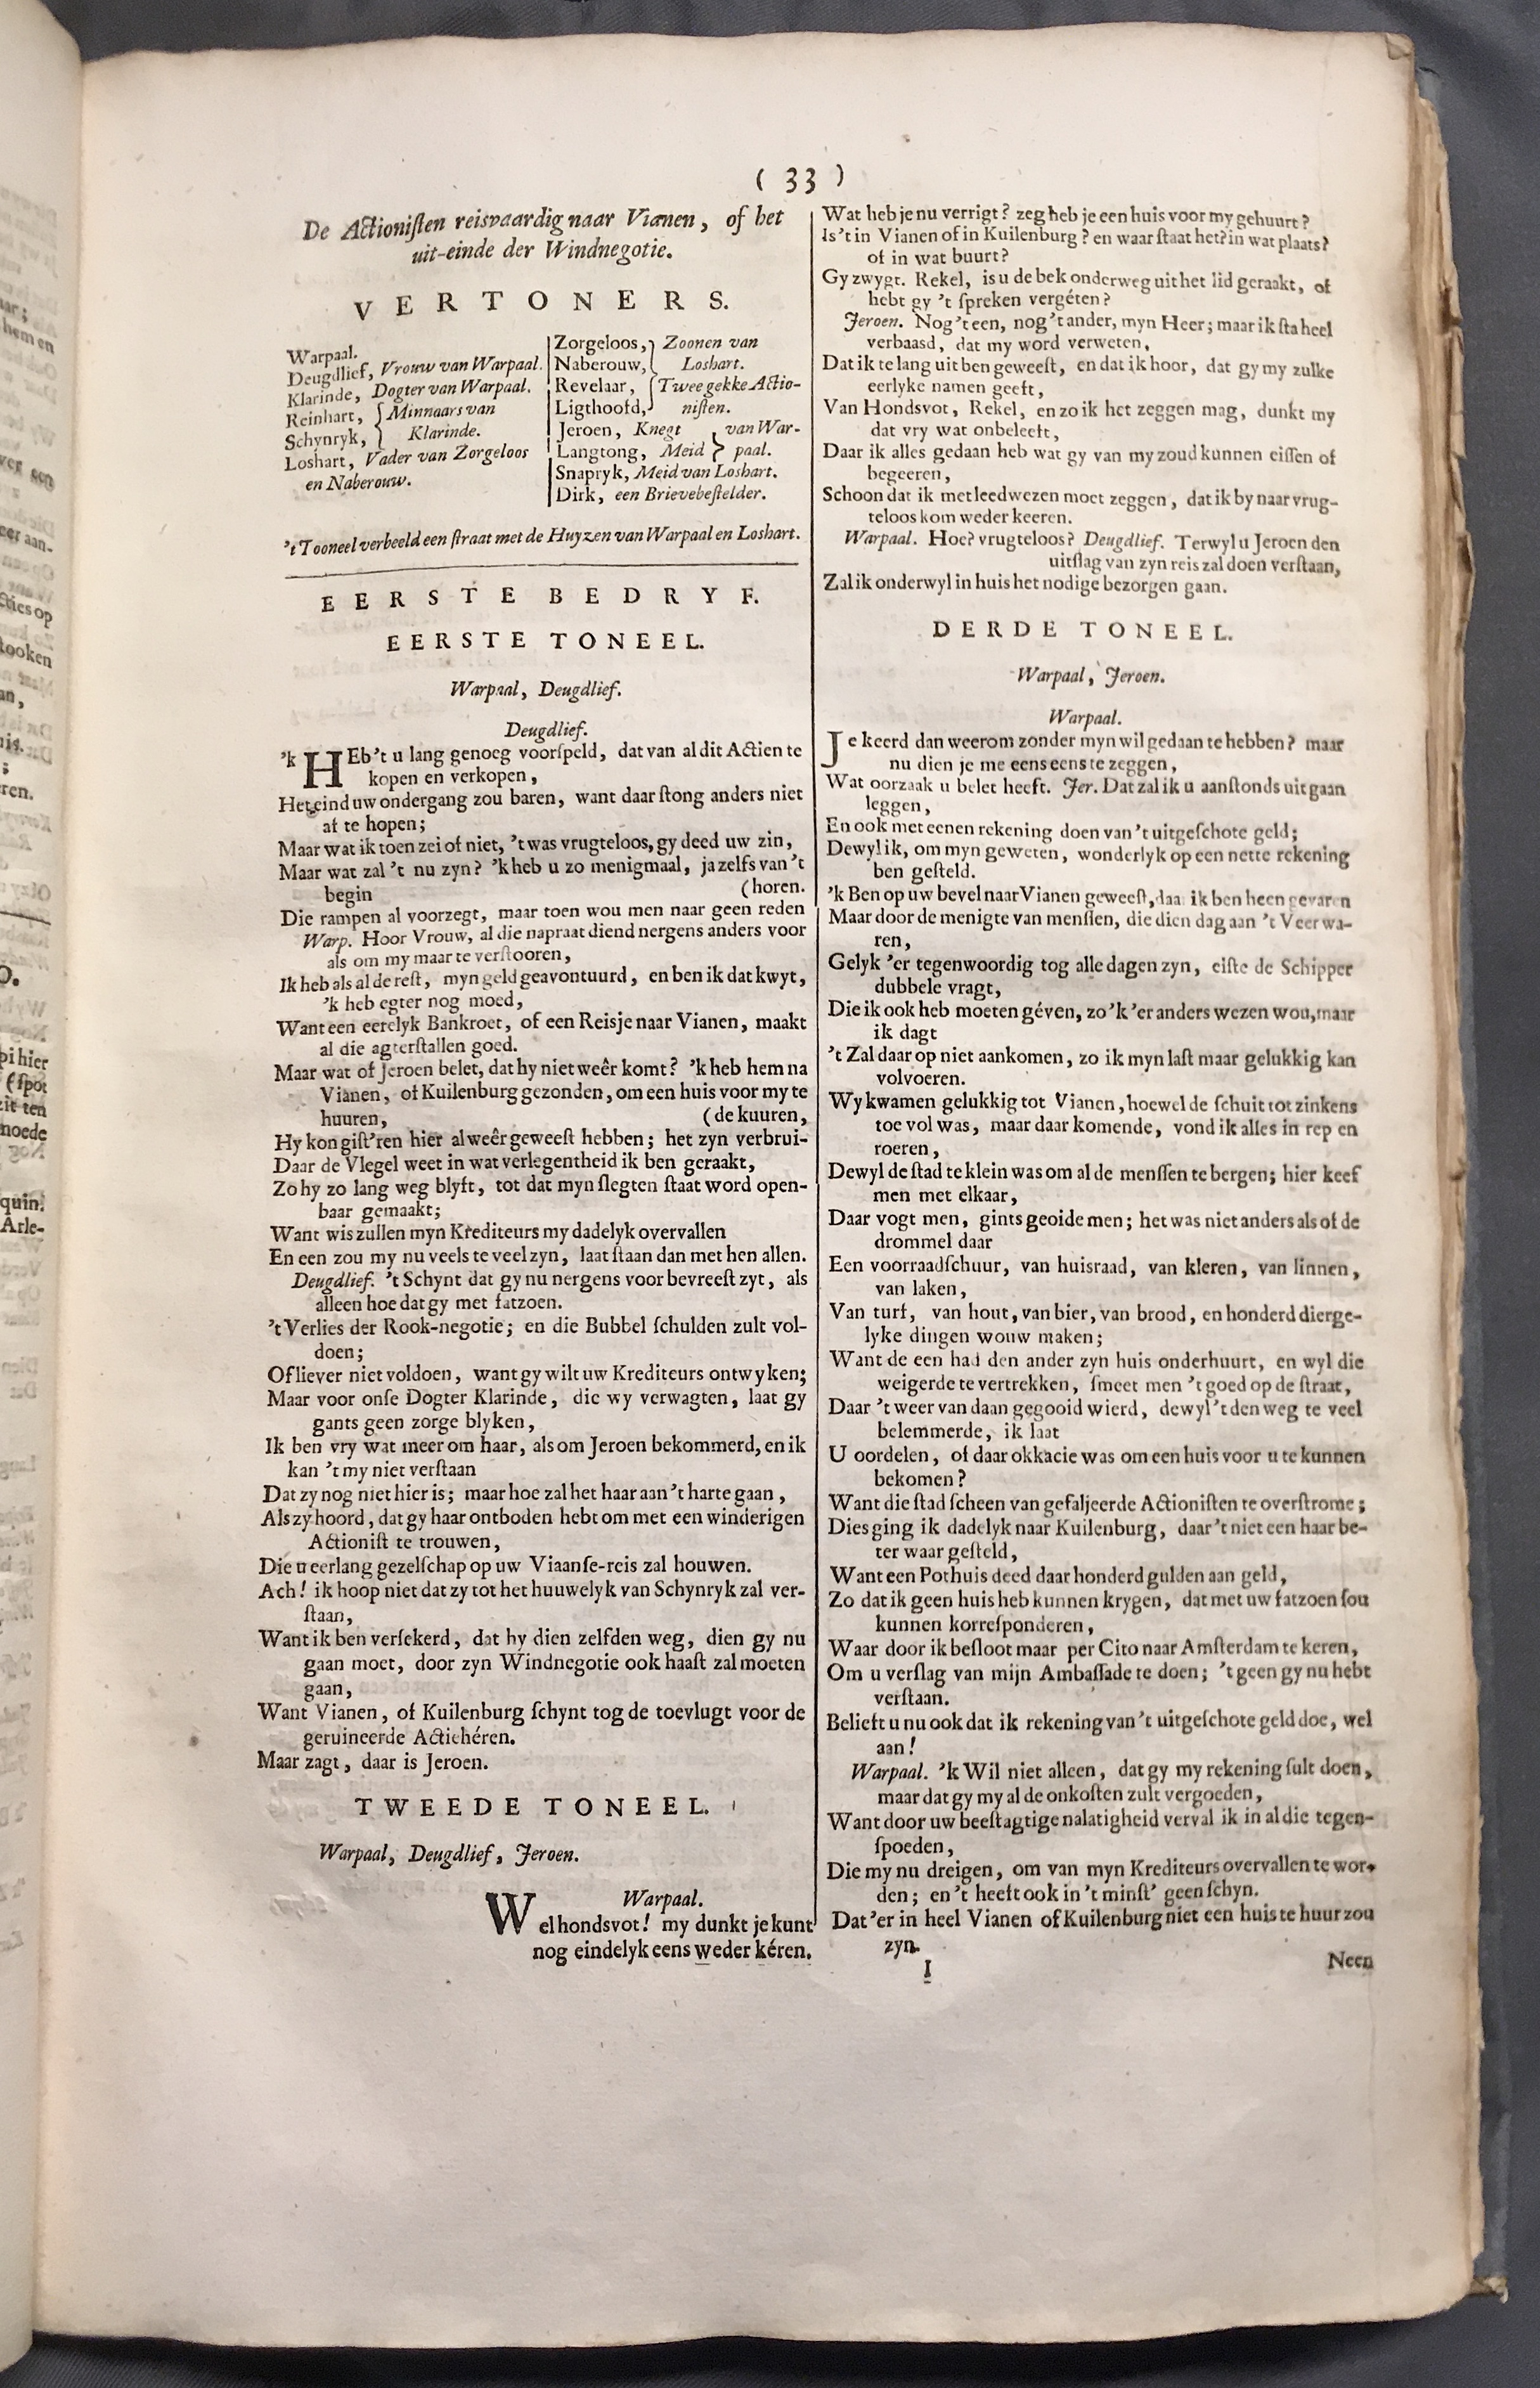 ( 33 )
De Actionisten reisvaardig naar Vianen, of het
uit-einde der Windnegotie.
VERTONERS.
Warpaal.
Deugdlief, Vrouw van Warpaal.
Klarinde, Dogter van Warpaal.
Reinhart, { Minnaars van
Schynryk, { Klarinde.
Loshart, Vader van Zorgeloos
en Naberouw.
Zorgeloos, } Zoonen van
Naberouw, } Loshart.
Revelaar, { Twee gekke Actio-
Ligthoofd, } nisten.
Jeroen, Knegt } van War-
Langtong, Meid } paal.
Snapryk, Meid van Loshart.
Dirk, een Brievebestelder.
't Tooneel verbeeld een straat met de Huyzen van Warpaal en Loshart.
EERSTE BEDRYF.
EERSTE TONEEL.
Warpaal, Deugdlief.
Deugdlief.
'k HEb 't u lang genoeg voorspeld, dat van al dit Actien te
kopen en verkopen,
Het eind uw ondergang zou baren, want daar stong anders niet
af te hopen;
Maar wat ik toen zei of niet, 't was vrugteloos, gy deed uw zin,
Maar wat zal 't nu zyn? 'k heb u zo menigmaal, ja zelfs van 't
begin (horen.
Die rampen al voorzegt, maar toen wou men naar geen reden
Warp. Hoor Vrouw, al die napraat diend nergens anders voor
als om my maar te verstooren,
Ik heb als al de rest, myn geld geavontuurd, en ben ik dat kwyt,
'k heb egter nog moed,
Want een eerelyk Bankroet, of een Reisje naar Vianen, maakt
al die agterstallen goed.
Maar wat of Jeroen belet, dat hy niet weêr komt? 'k heb hem na
Vianen, of Kuilenburg gezonden, om een huis voor my te
huuren, (de kuuren,
Hy kon gist'ren hier al weêr geweest hebben; het zyn verbrui-
Daar de Vlegel weet in wat verlegentheid ik ben geraakt,
Zo hy zo lang weg blyft, tot dat myn slegten staat word open-
baar gemaakt;
Want wis zullen myn Krediteurs my dadelyk overvallen
En een zou my nu veels te veel zyn, laat staan dan met hen allen.
Deugdlief. 't Schynt dat gy nu nergens voor bevreest zyt, als
alleen hoe dat gy met fatzoen.
't Verlies der Rook-negotie; en die Bubbel schulden zult vol-
doen;
Of liever niet voldoen, want gy wilt uw Krediteurs ontwyken;
Maar voor onse Dogter Klarinde, die wy verwagten, laat gy
gants geen zorge blyken,
Ik ben vry wat meer om haar, als om Jeroen bekommerd, en ik
kan 't my niet verstaan
Dat zy nog niet hier is; maar hoe zal het haar aan 't harte gaan,
Als zy hoord, dat gy haar ontboden hebt om met een winderigen
Actionist te trouwen,
Die u eerlang gezelschap op uw Viaanse-reis zal houwen.
Ach! ik hoop niet dat zy tot het huuwelyk van Schynryk zal ver-
staan,
Want ik ben versekerd, dat hy dien zelfden weg, dien gy nu
gaan moet, door zyn Windnegotie ook haast zal moeten
gaan,
Want Vianen, of Kuilenburg schynt tog de toevlugt voor de
geruineerde Actiehéren.
Maar zagt, daar is Jeroen.
TWEEDE TONEEL.
Warpaal, Deugdlief, Jeroen.
Warpaal.
Wel hondsvot! my dunkt je kunt
nog eindelyk eens weder kéren.
Wat heb je nu verrigt? zeg heb je een huis voor my gehuurt?
Is 't in Vianen of in Kuilenburg? en waar staat het? in wat plaats?
of in wat buurt?
Gy zwygt. Rekel, is u de bek onderweg uit het lid geraakt, of
hebt gy 't spreken vergéten?
Jeroen. Nog 't een, nog 't ander, myn Heer; maar ik sta heel
verbaasd, dat my word verweten,
Dat ik te lang uit ben geweest, en dat ik hoor, dat gy my zulke
eerlyke namen geeft,
Van Hondsvot, Rekel, en zo ik het zeggen mag, dunkt my
dat vry wat onbeleeft,
Daar ik alles gedaan heb wat gy van my zoud kunnen eissen of
begeeren,
Schoon dat ik met leedwezen moet zeggen, dat ik by naar vrug-
teloos kom weder keeren.
Warpaal. Hoe? vrugteloos? Deugdlief. Terwyl u Jeroen den
uitslag van zyn reis zal doen verstaan,
Zal ik onderwyl in huis het nodige bezorgen gaan.
DERDE TONEEL.
Warpaal, Jeroen.
Warpaal.
Je keerd dan weerom zonder myn wil gedaan te hebben? maar
nu dien je me eens eens te zeggen,
Wat oorzaak u belet heeft. Jer. Dat zal ik u aanstonds uit gaan
leggen,
En ook met eenen rekening doen van 't uitgeschote geld;
Dewyl ik, om myn geweten, wonderlyk op een nette rekening
ben gesteld.
'k Ben op uw bevel naar Vianen geweest, daar ik ben heen gevaren
Maar door de menigte van menssen, die dien dag aan 't Veer wa-
ren,
Gelyk 'er tegenwoordig tog alle dagen zyn, eiste de Schipper
dubbele vragt,
Die ik ook heb moeten géven, zo 'k 'er anders wezen wou, maar
ik dagt
't Zal daar op niet aankomen, zo ik myn last maar gelukkig kan
volvoeren.
Wy kwamen gelukkig tot Vianen, hoewel de schuit tot zinkens
toe vol was, maar daar komende, vond ik alles in rep en
roeren,
Dewyl de stad te klein was om al de menssen te bergen; hier keef
men met elkaar,
Daar vogt men, gints geoide men; het was niet anders als of de
drommel daar
Een voorraadschuur, van huisraad, van kleren, van linnen,
van laken,
Van turf, van hout, van bier, van brood, en honderd dierge-
lyke dingen wouw maken;
Want de een had den ander zyn huis onderhuurt, en wyl die
weigerde te vertrekken, smeet men 't goed op de straat,
Daar 't weer van daan gegooid wierd, dewyl 't den weg te veel
belemmerde, ik laat
U oordelen, of daar okkacie was om een huis voor u te kunnen
bekomen?
Want die stad scheen van gefaljeerde Actionisten te overstrome;
Dies ging ik dadelyk naar Kuilenburg, daar 't niet een haar be-
ter waar gesteld,
Want een Pothuis deed daar honderd gulden aan geld,
Zo dat ik geen huis heb kunnen krygen, dat met uw fatzoen sou
kunnen korresponderen,
Waar door ik besloot maar per Cito naar Amsterdam te keren,
Om u verslag van mijn Ambassade te doen; 't geen gy nu hebt
verstaan.
Belieft u nu ook dat ik rekening van 't uitgeschote geld doe, wel
aan!
Warpaal. 'k Wil niet alleen, dat gy my rekening sult doen,
maar dat gy my al de onkosten zult vergoeden,
Want door uw beestagtige nalatigheid verval ik in al die tegen-
spoeden,
Die my nu dreigen, om van myn Krediteurs overvallen te wor-
den; en 't heeft ook in 't minst' geen schyn.
Dat 'er in heel Vianen of Kuilenburg niet een huis te huur zou
zyn.
I
Neen